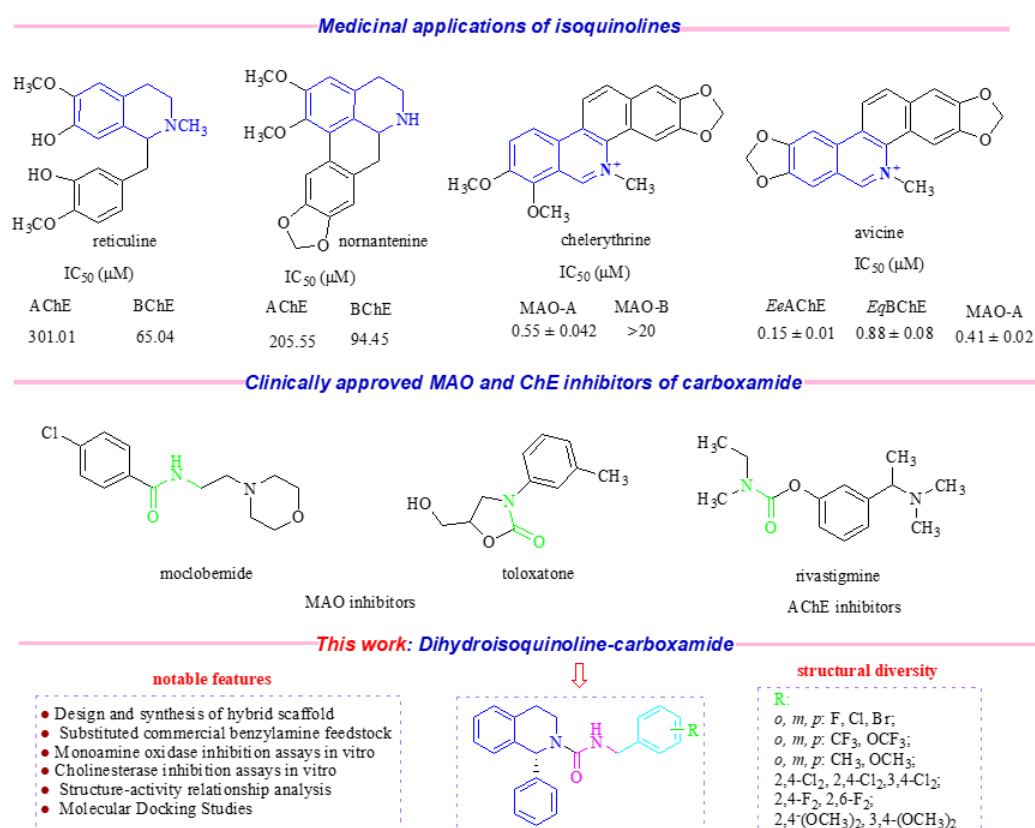 Medicinal applications of isoquinolines
H₃CO
HO
N
CH₃
HO
H₃CO
reticuline
IC₅₀ (μM)
AChE BChE
301.01 65.04
H₃CO
H₃CO
NH
O
O
nornantenine
IC₅₀ (μM)
AChE BChE
205.55 94.45
O
O
N⁺
CH₃
H₃CO
OCH₃
chelerythrine
IC₅₀ (μM)
MAO-A MAO-B
0.55 ± 0.042 >20
O
O
O
O
N⁺
CH₃
avicine
IC₅₀ (μM)
EeAChE EqBChE MAO-A
0.15 ± 0.01 0.88 ± 0.08 0.41 ± 0.02
Clinically approved MAO and ChE inhibitors of carboxamide
Cl
H
N
O
N
O
moclobemide
HO
N
CH₃
O
O
toloxatone
MAO inhibitors
H₃C
N
H₃C
O
O
CH₃
N
CH₃
CH₃
rivastigmine
AChE inhibitors
This work: Dihydroisoquinoline-carboxamide
notable features
● Design and synthesis of hybrid scaffold
● Substituted commercial benzylamine feedstock
● Monoamine oxidase inhibition assays in vitro
● Cholinesterase inhibition assays in vitro
● Structure-activity relationship analysis
● Molecular Docking Studies
N
H
N
O
R
structural diversity
R:
o, m, p: F, Cl, Br;
o, m, p: CF₃, OCF₃;
o, m, p: CH₃, OCH₃;
2,4-Cl₂, 2,4-Cl₂,3,4-Cl₂;
2,4-F₂, 2,6-F₂;
2,4-(OCH₃)₂, 3,4-(OCH₃)₂